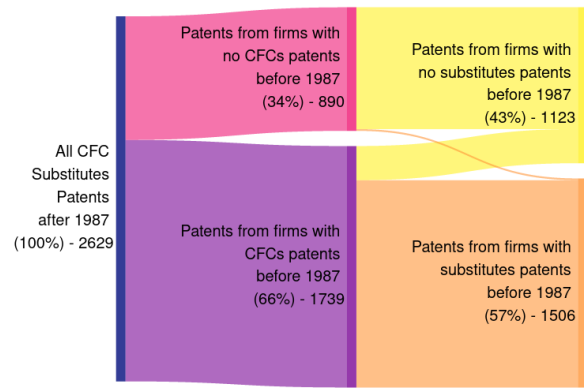 All CFC
Substitutes
Patents
after 1987
(100%) - 2629
Patents from firms with
no CFCs patents
before 1987
(34%) - 890
Patents from firms with
CFCs patents
before 1987
(66%) - 1739
Patents from firms with
no substitutes patents
before 1987
(43%) - 1123
Patents from firms with
substitutes patents
before 1987
(57%) - 1506